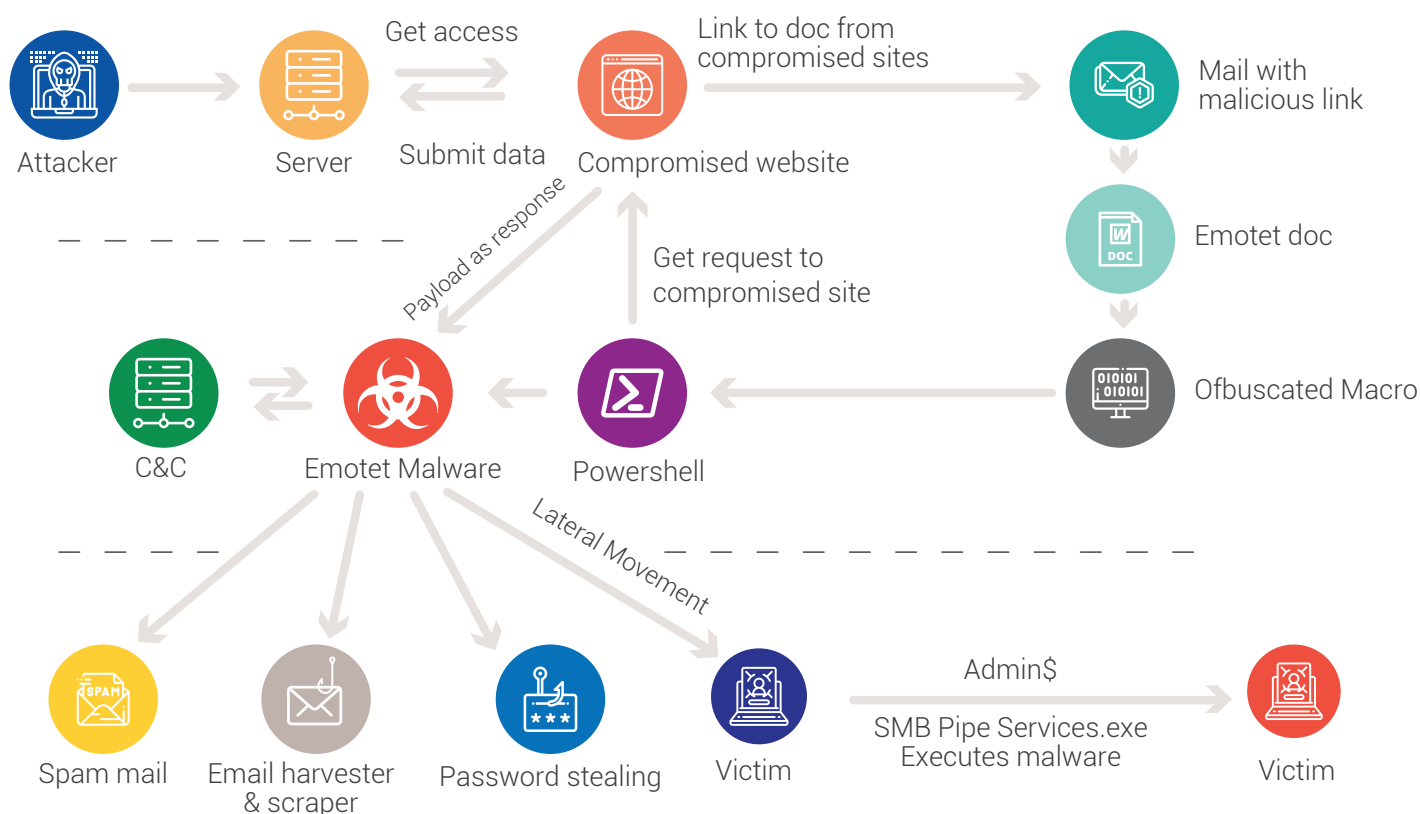 Get access
Link to doc from
compromised sites
Mail with
malicious link
Attacker
Server
Submit data
Compromised website
Payload as response
Get request to
compromised site
W
DOC
Emotet doc
010101
010101
Ofbuscated Macro
C&C
Emotet Malware
Powershell
Lateral Movement
SPAM
Spam mail
Email harvester
& scraper
***
Password stealing
Victim
Admin$
SMB Pipe Services.exe
Executes malware
Victim